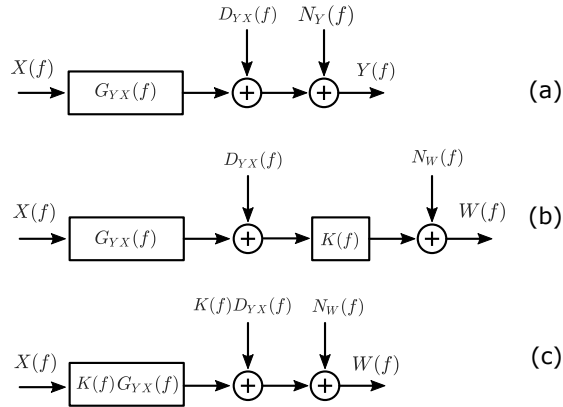 D_{YX}(f) N_Y(f)
X(f) G_{YX}(f) + + Y(f) (a)
D_{YX}(f) N_W(f)
X(f) G_{YX}(f) + K(f) + W(f) (b)
K(f)D_{YX}(f) N_W(f)
X(f) K(f)G_{YX}(f) + + W(f) (c)